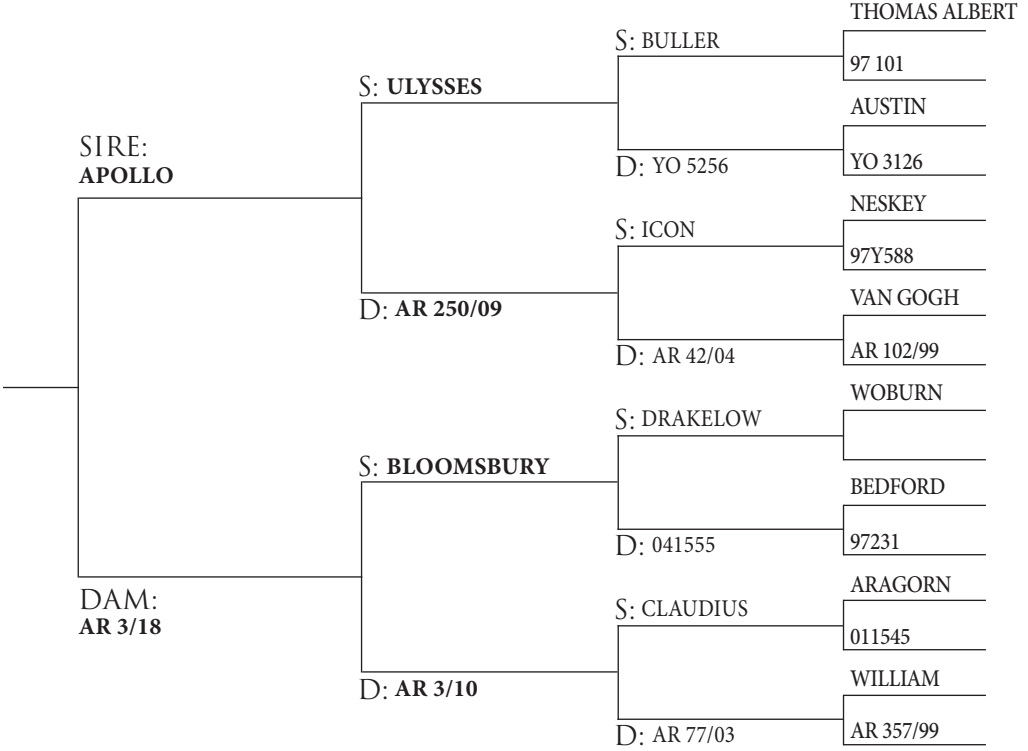 THOMAS ALBERT
S: BULLER
97 101
S: ULYSSES
AUSTIN
D: YO 5256
YO 3126
SIRE:
APOLLO
NESKEY
S: ICON
97Y588
D: AR 250/09
VAN GOGH
D: AR 42/04
AR 102/99
WOBURN
S: DRAKELOW
S: BLOOMSBURY
BEDFORD
D: 041555
97231
DAM:
AR 3/18
ARAGORN
S: CLAUDIUS
011545
D: AR 3/10
WILLIAM
D: AR 77/03
AR 357/99